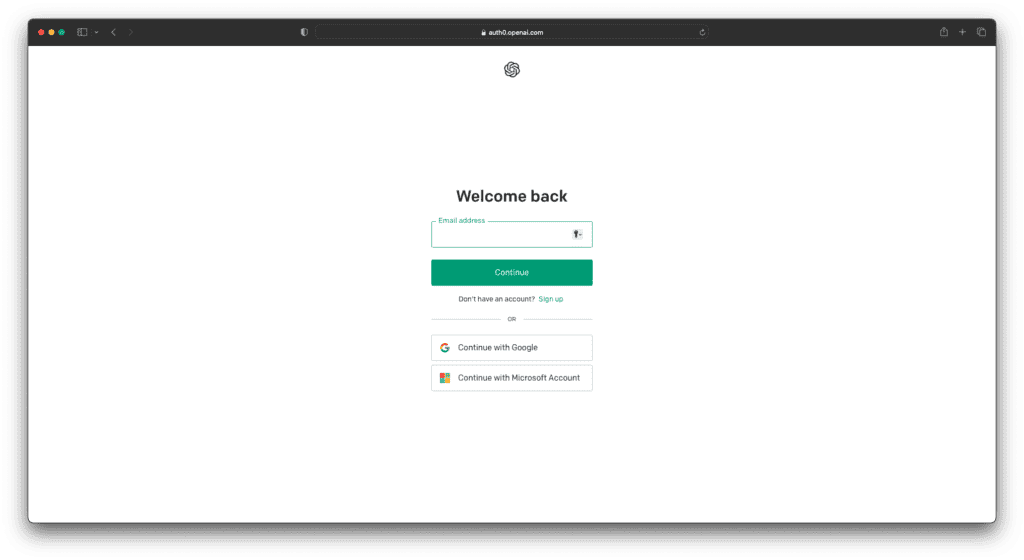 auth0.openai.com
Welcome back
Email address
Continue
Don't have an account? Sign up
OR
Continue with Google
Continue with Microsoft Account